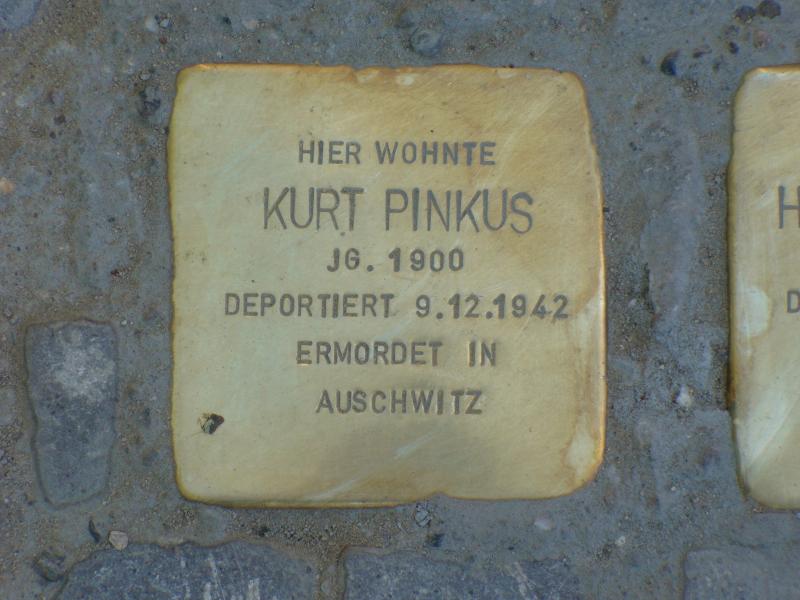 HIER WOHNTE
KURT PINKUS
JG. 1900
DEPORTIERT 9.12.1942
ERMORDET IN
AUSCHWITZ
H
D